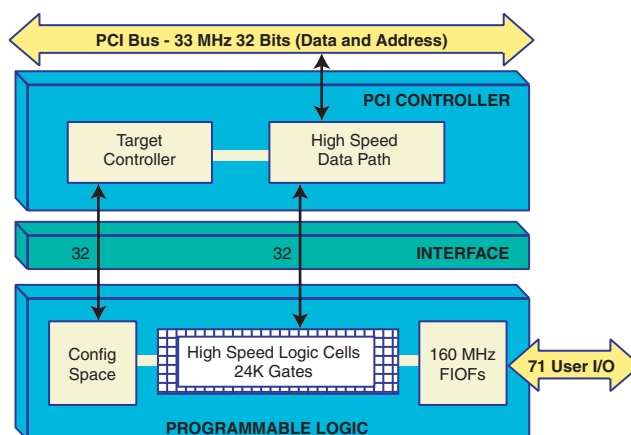 PCI Bus - 33 MHz 32 Bits (Data and Address)
PCI CONTROLLER
Target
Controller
High Speed
Data Path
32
32
INTERFACE
Config
Space
High Speed Logic Cells
24K Gates
160 MHz
FIOFs
71 User I/O
PROGRAMMABLE LOGIC